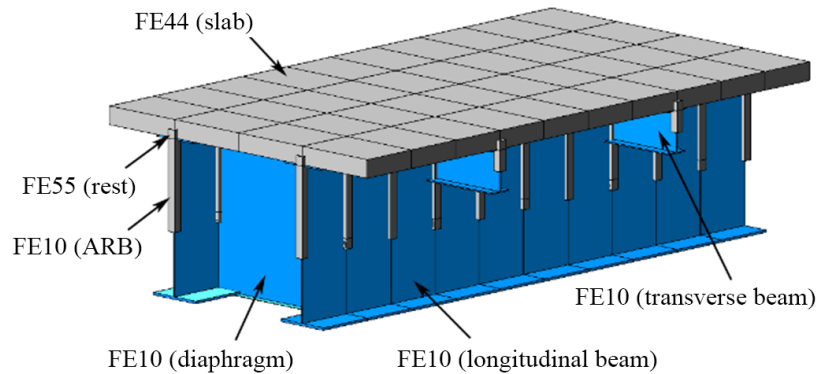 FE44 (slab)
FE55 (rest)
FE10 (ARB)
FE10 (transverse beam)
FE10 (diaphragm)
FE10 (longitudinal beam)